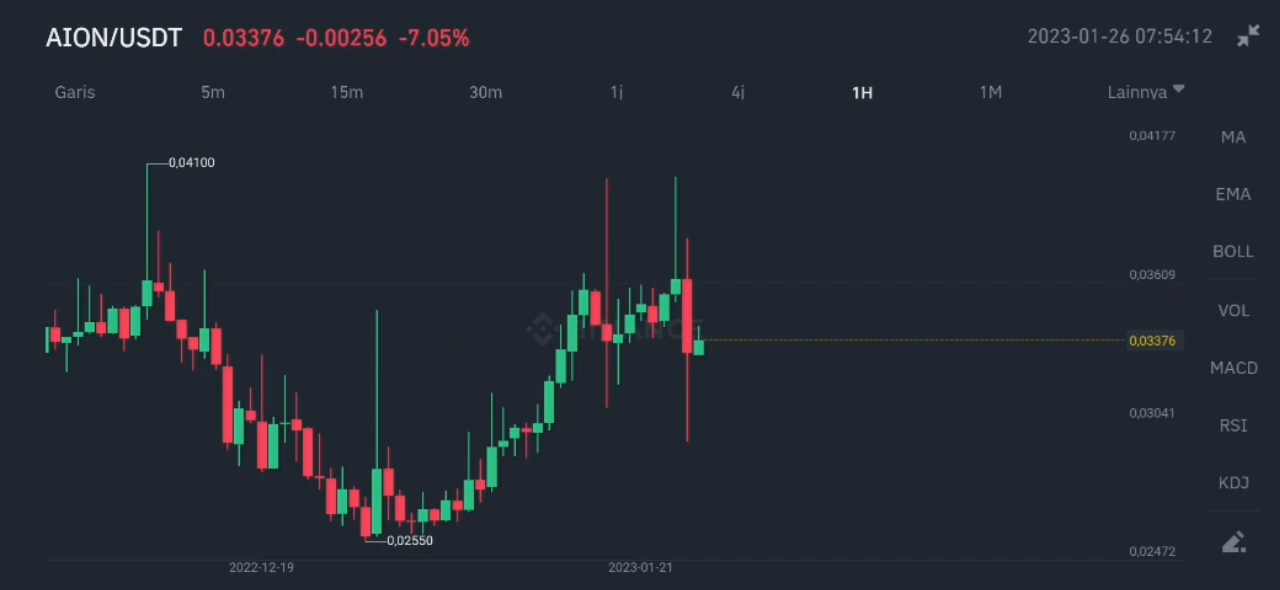 AION/USDT 0.03376 -0.00256 -7.05% 2023-01-26 07:54:12
Garis 5m 15m 30m 1j 4j 1H 1M Lainnya
0,04177 MA
0,04100
EMA
BOLL
0,03609
VOL
BINANCE
0,03376
MACD
0,03041
RSI
KDJ
0,02550
0,02472
2022-12-19 2023-01-21